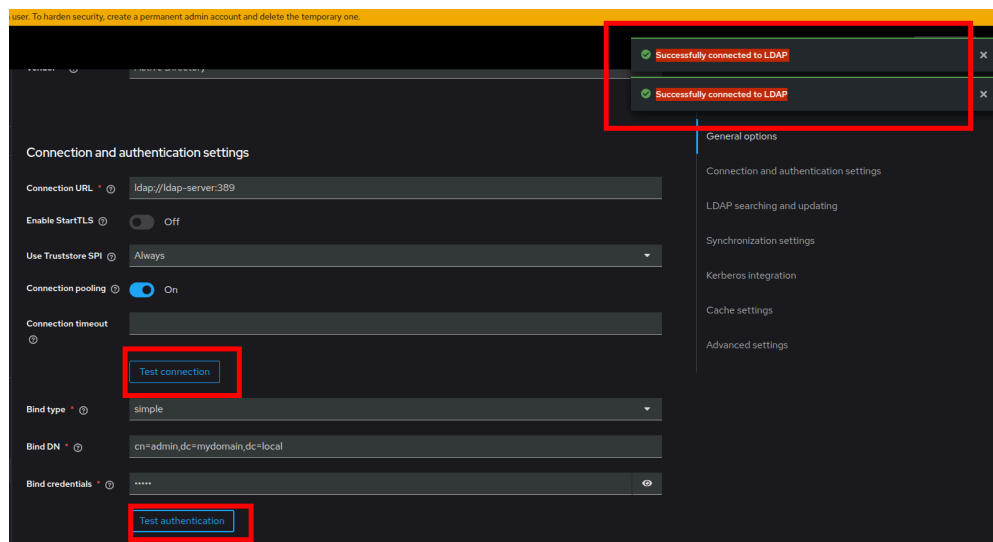 user. To harden security, create a permanent admin account and delete the temporary one.
Successfully connected to LDAP
Successfully connected to LDAP
General options
Connection and authentication settings
Connection and authentication settings
Connection URL * ldap://ldap-server:389
LDAP searching and updating
Enable StartTLS Off
Synchronization settings
Use Truststore SPI Always
Kerberos integration
Connection pooling On
Cache settings
Connection timeout
Advanced settings
Test connection
Bind type * simple
Bind DN * cn=admin,dc=mydomain,dc=local
Bind credentials * •••••
Test authentication